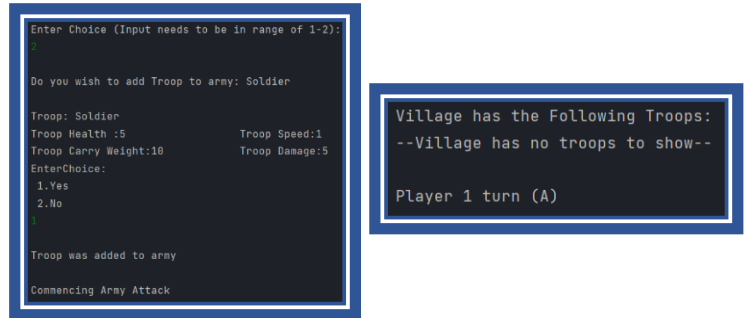 Enter Choice (Input needs to be in range of 1-2):
2
Do you wish to add Troop to army: Soldier
Troop: Soldier
Troop Health :5 Troop Speed:1
Troop Carry Weight:10 Troop Damage:5
EnterChoice:
1.Yes
2.No
1
Troop was added to army
Commencing Army Attack
Village has the Following Troops:
--Village has no troops to show--
Player 1 turn (A)